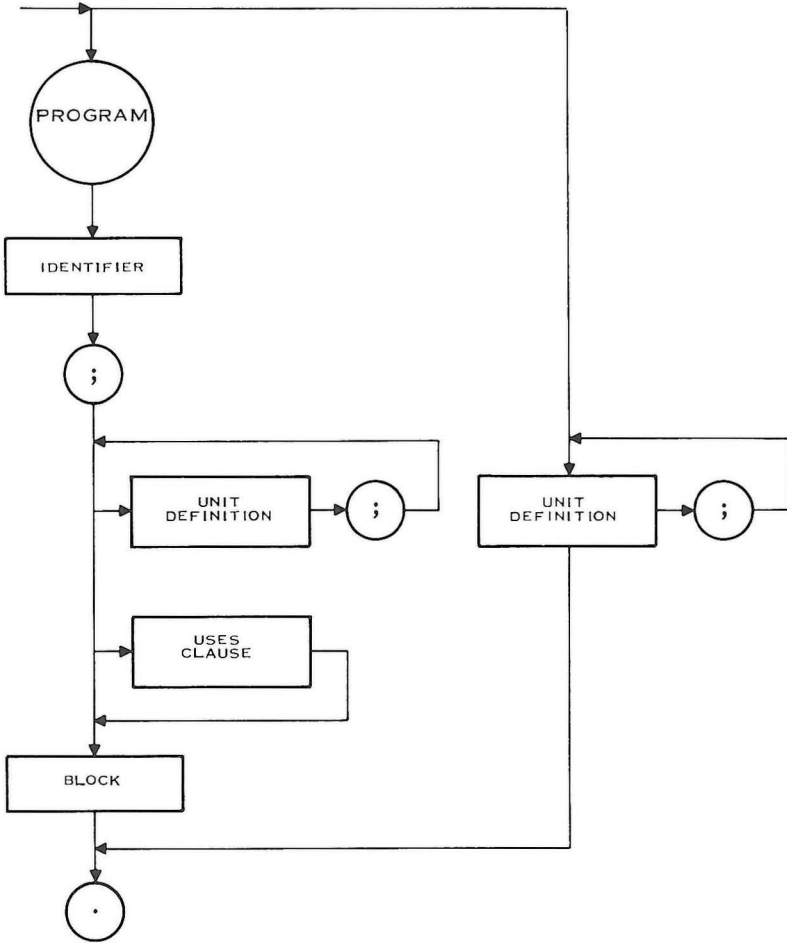 PROGRAM
IDENTIFIER
;
UNIT
DEFINITION
;
UNIT
DEFINITION
;
USES
CLAUSE
BLOCK
.